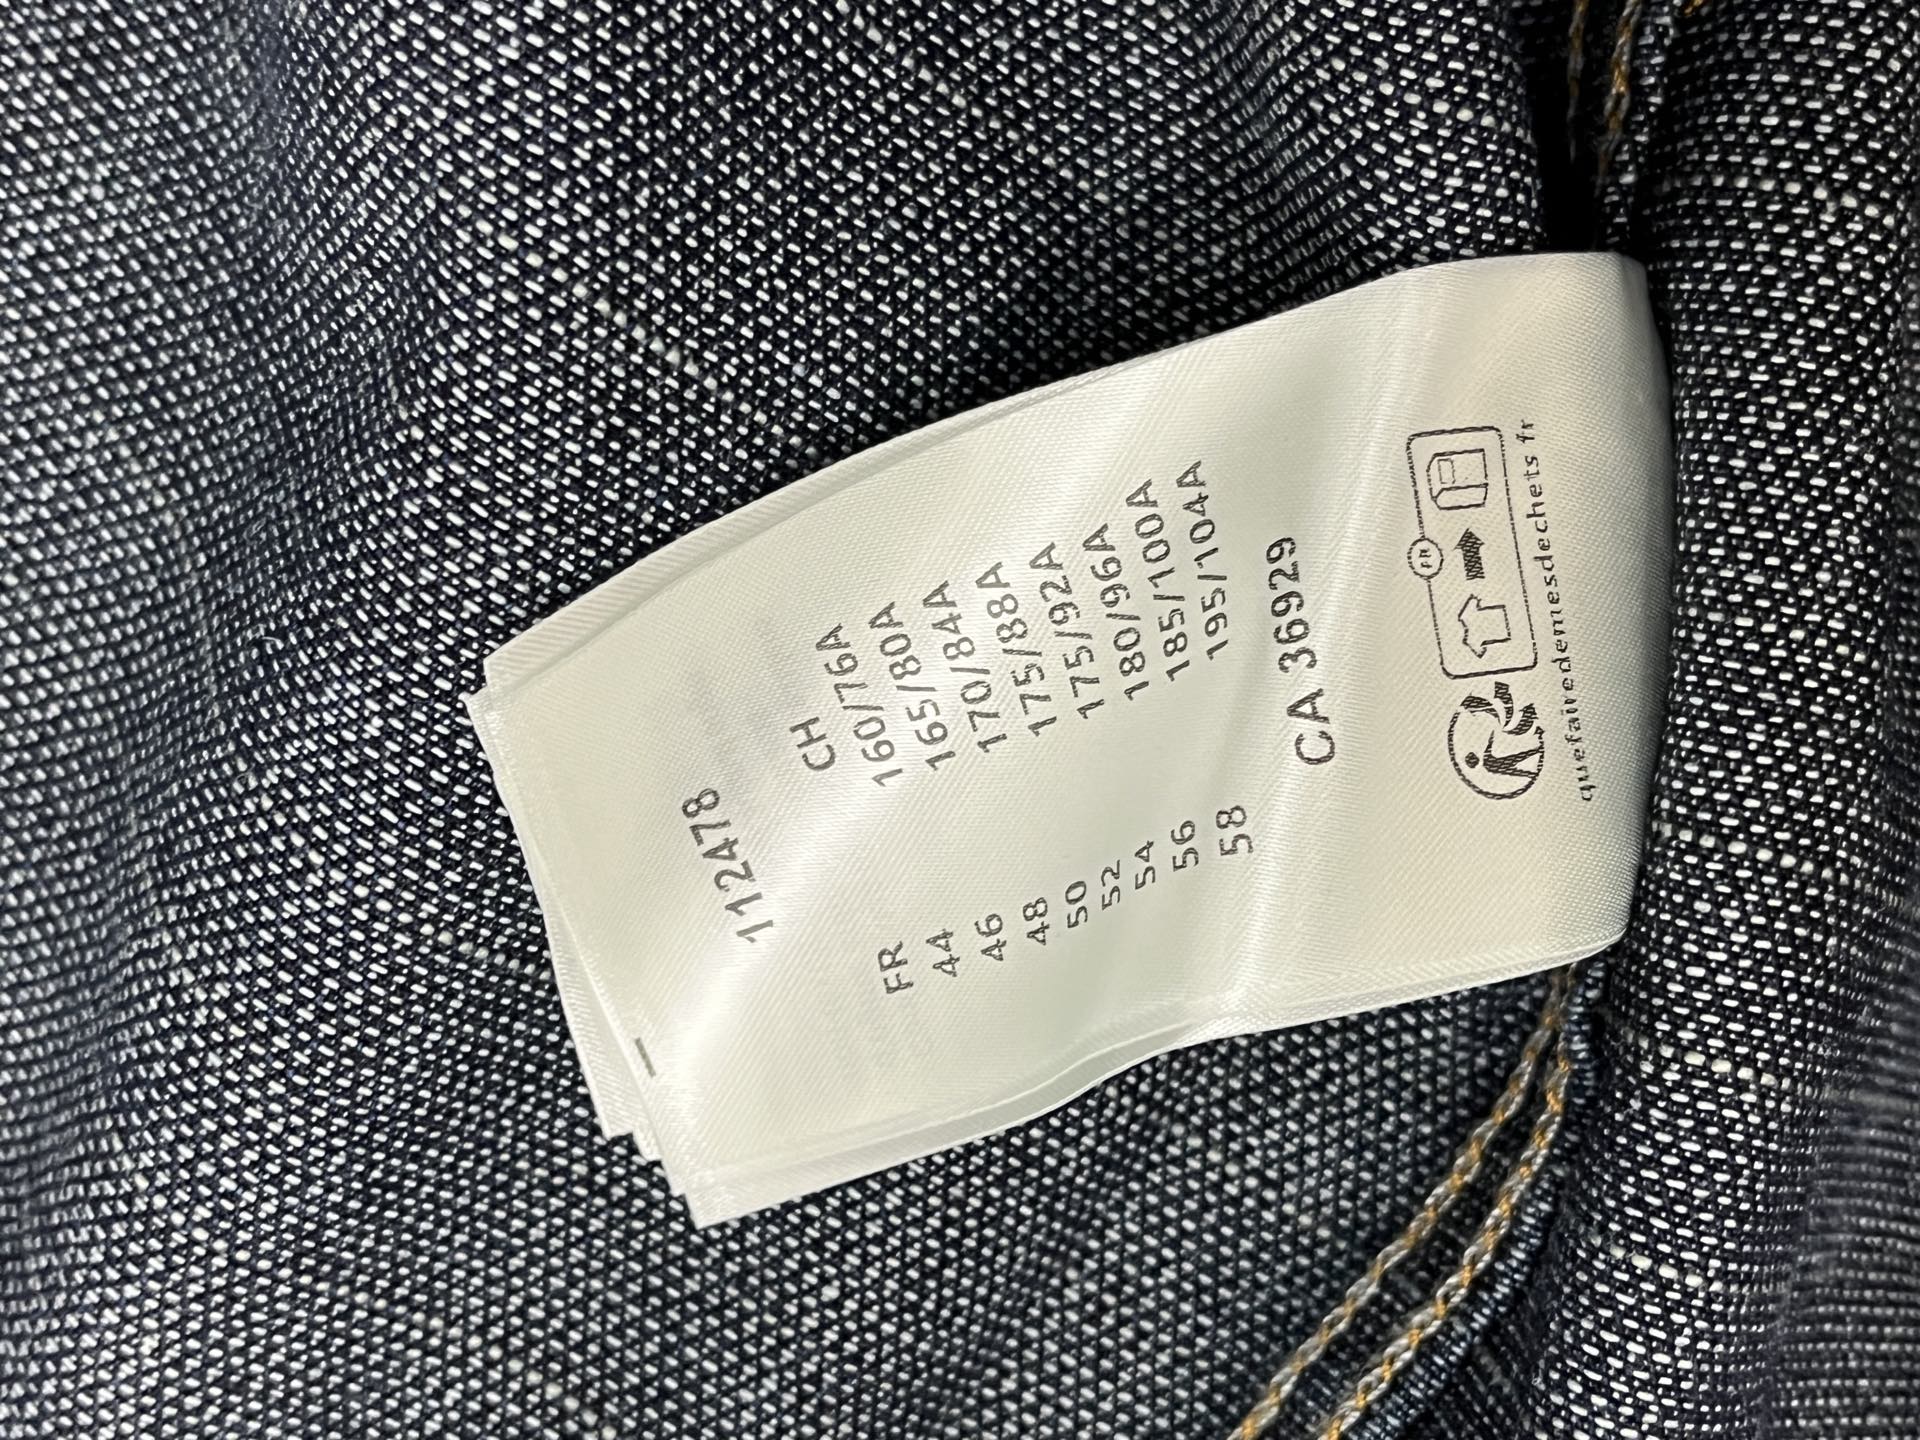 112478
FR CH
44 160/76A
46 165/80A
48 170/84A
50 175/88A
52 175/92A
54 180/96A
56 185/100A
58 195/104A
CA 36929
FR
quefairedemesdechets.fr